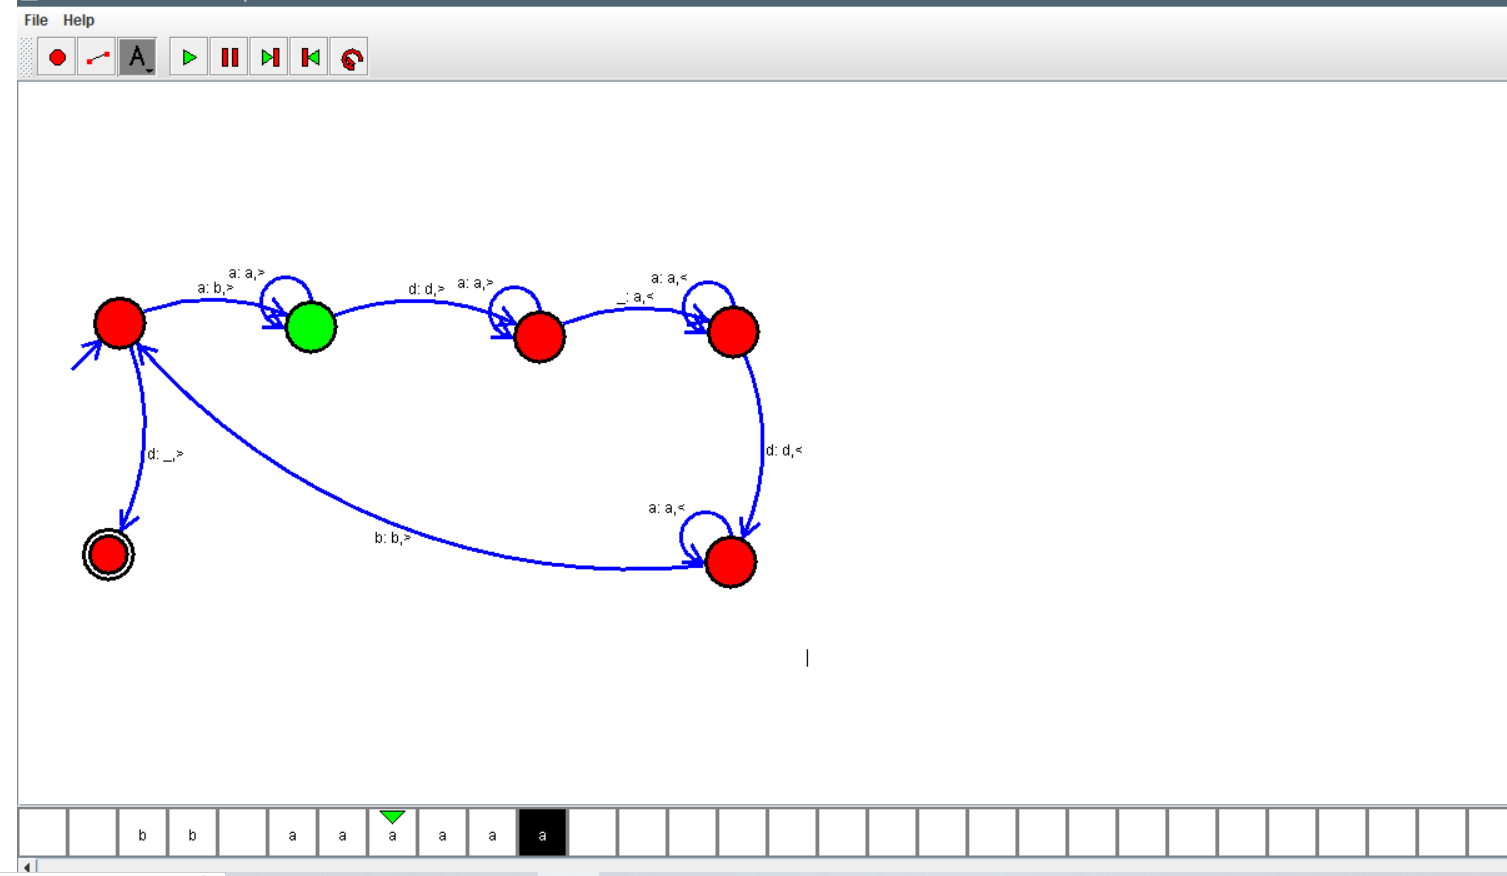 File Help
A
a: a,>
a: b,>
d: d,>
a: a,>
_: a,<
a: a,<
d: _,>
d: d,<
a: a,<
b: b,>
b b a a a a a a